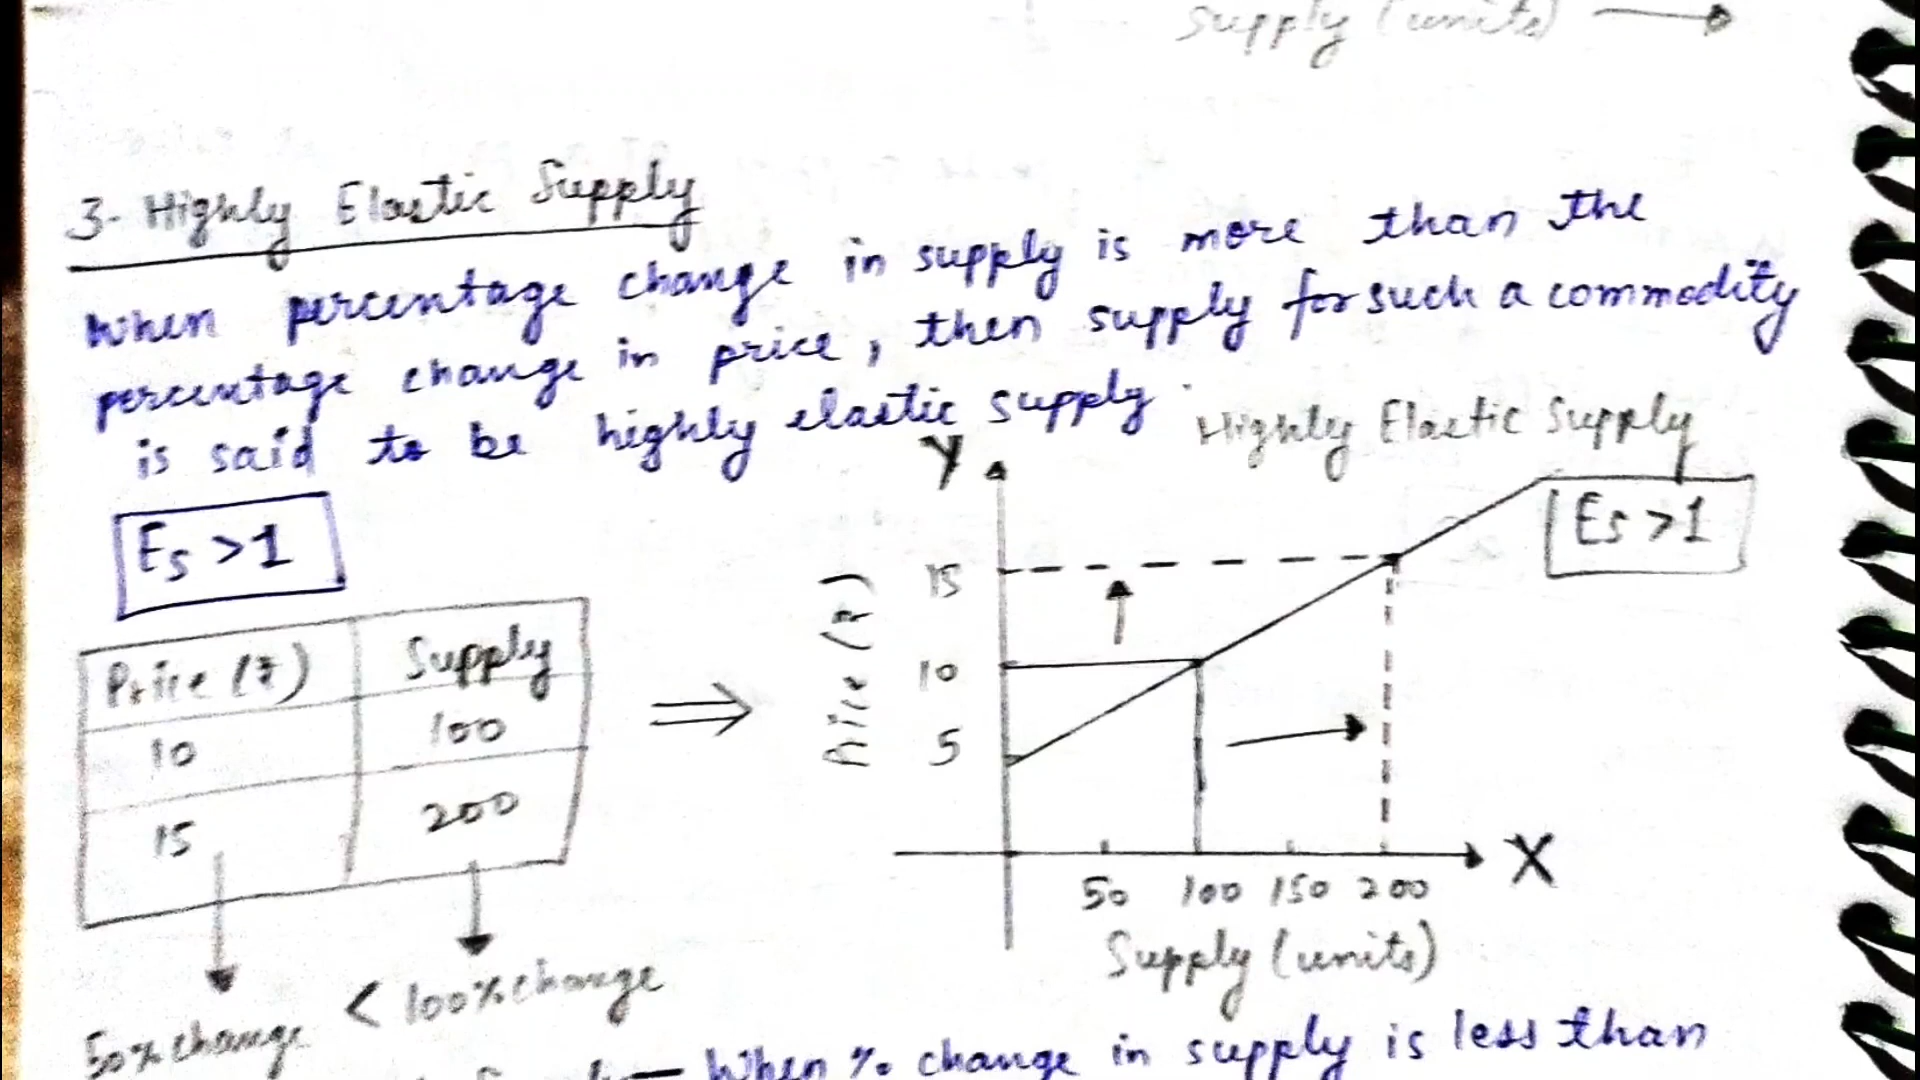 Supply (units)
3- Highly Elastic Supply
When percentage change in supply is more than the
percentage change in price, then supply for such a commodity
is said to be highly elastic supply.
Es >1
Price (₹) Supply
10 100
15 200
50% change < 100% change
Highly Elastic Supply
Es >1
Y
Price (₹)
15
10
5
50 100 150 200
X
Supply (units)
When % change in supply is less than